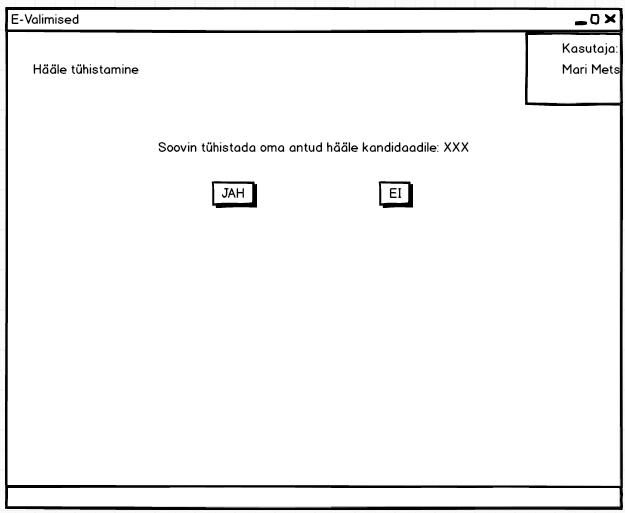 E-Valimised
Kasutaja:
Hääle tühistamine
Mari Mets
Soovin tühistada oma antud hääle kandidaadile: XXX
JAH
EI